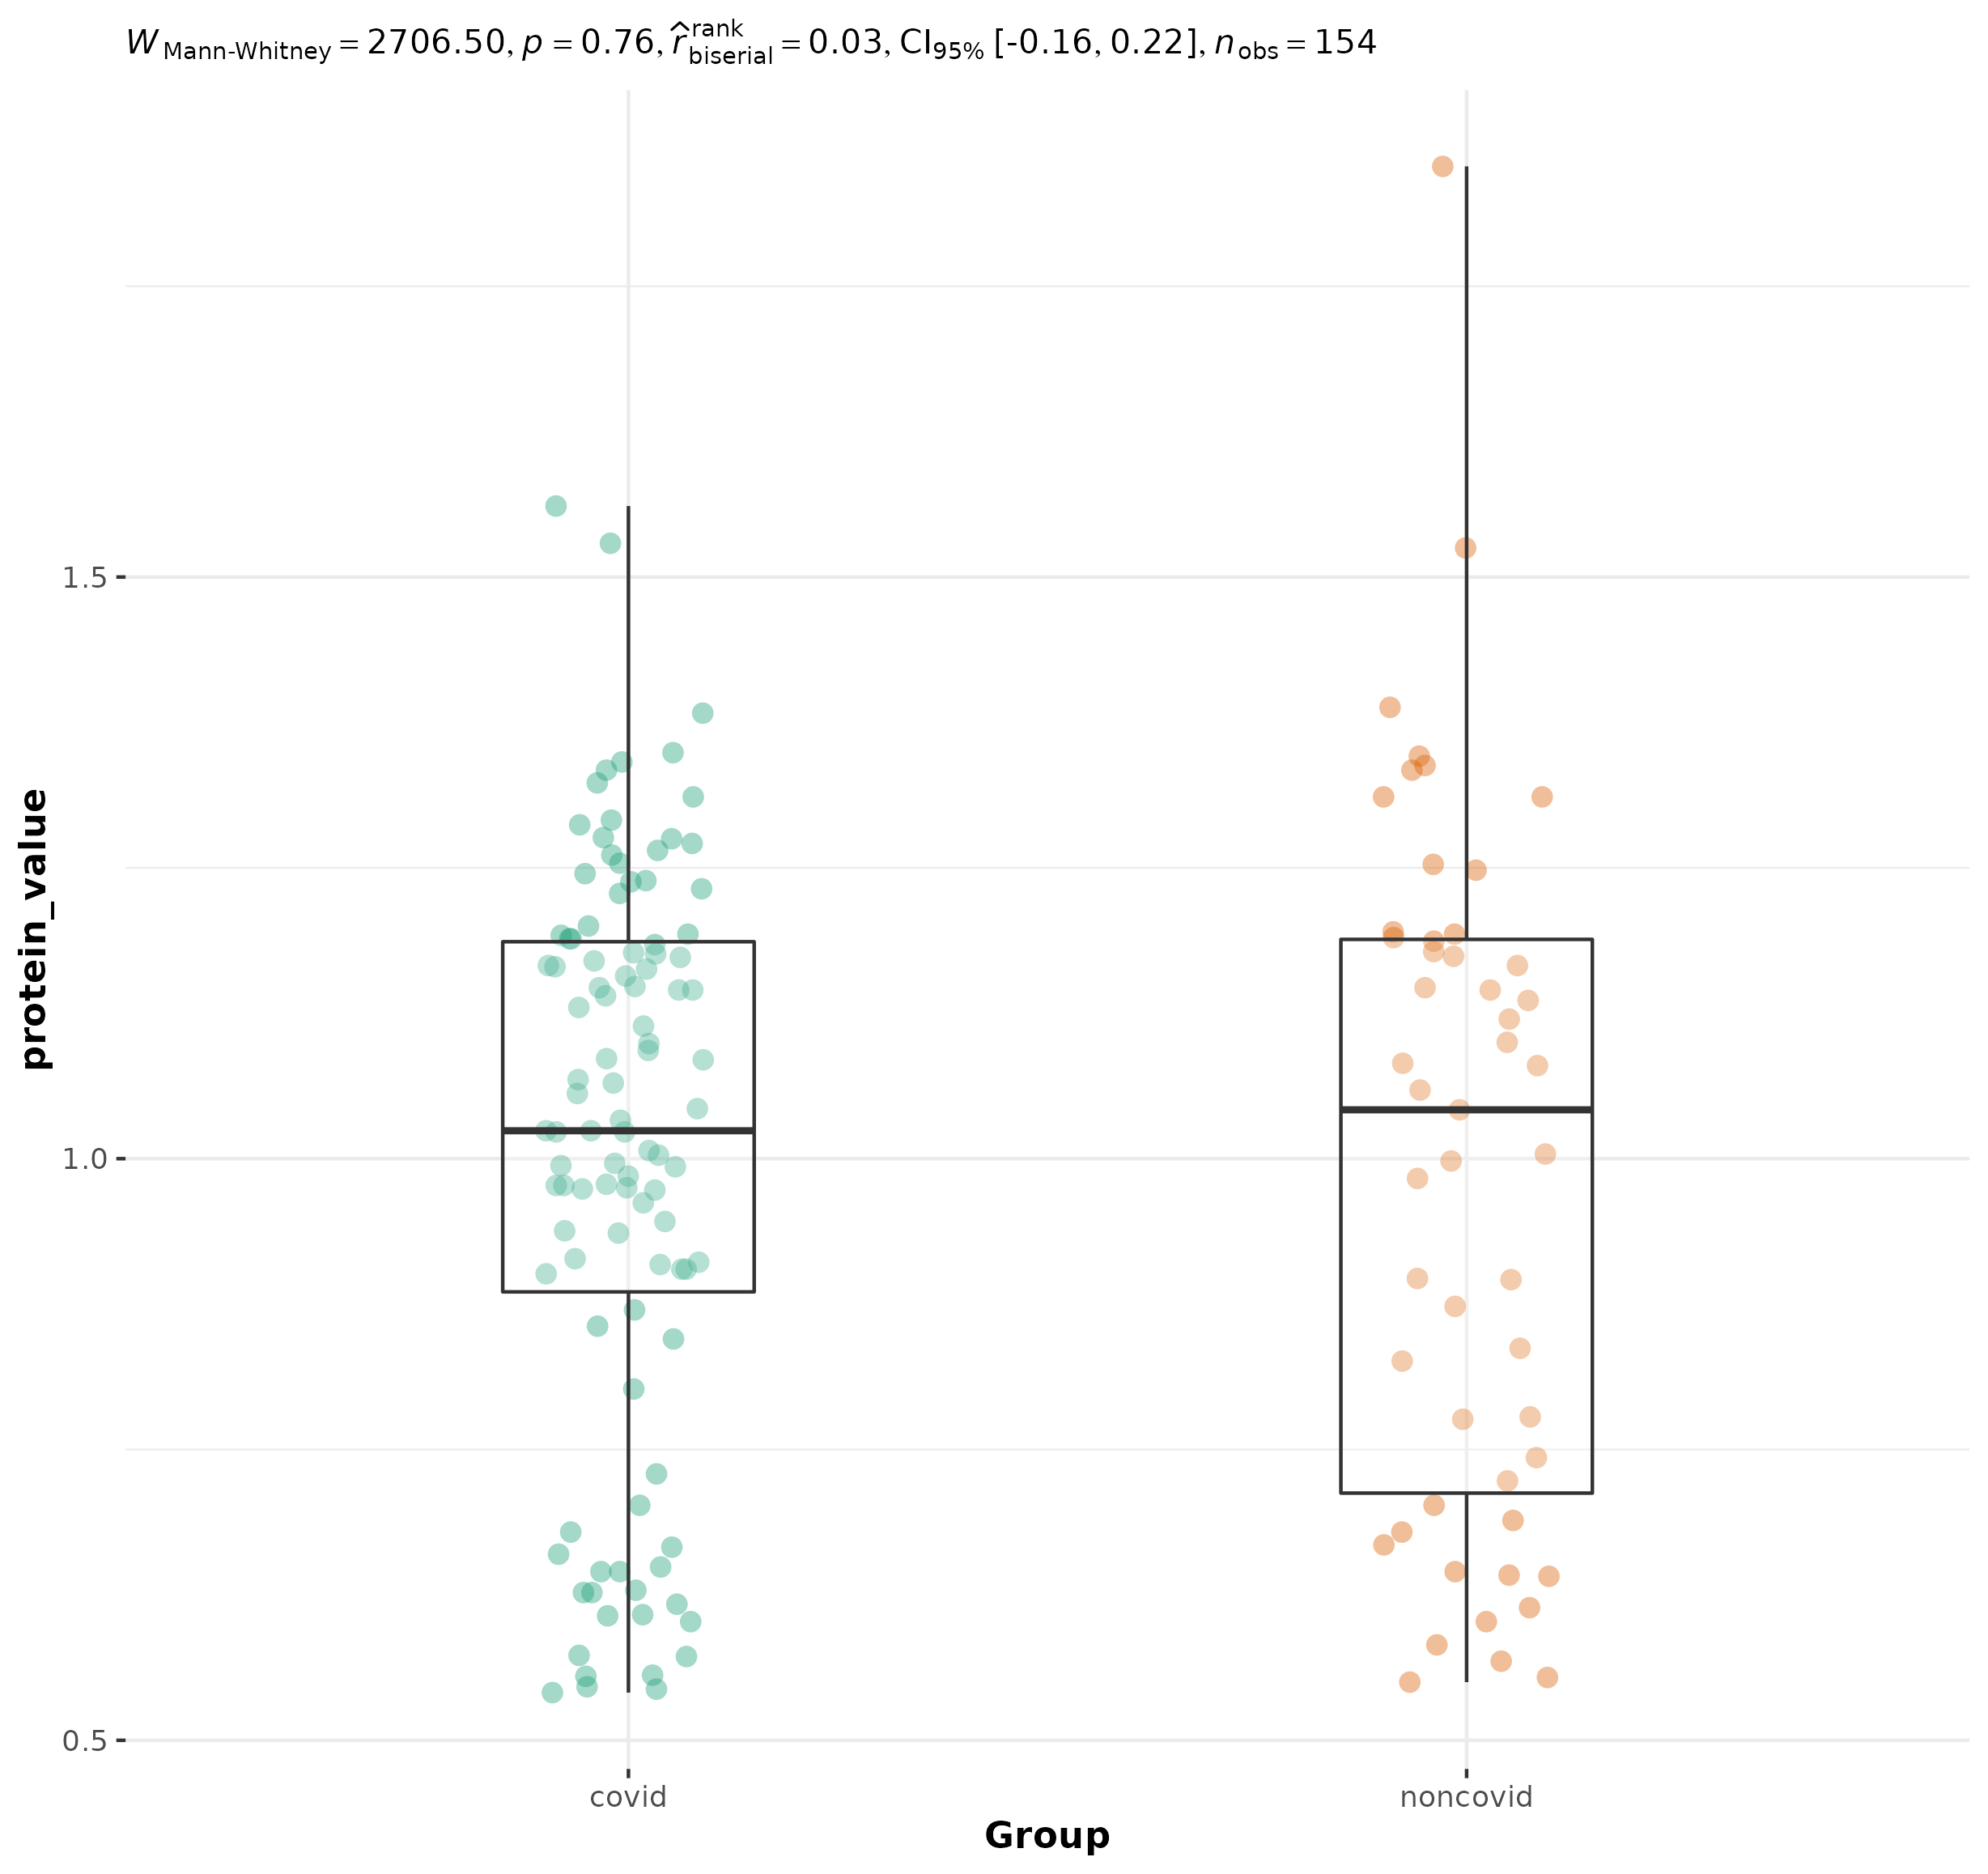 W Mann-Whitney = 2706.50, p = 0.76, r̂ rank biserial = 0.03, CI95% [-0.16, 0.22], nobs = 154
protein_value
1.5
1.0
0.5
covid noncovid
Group